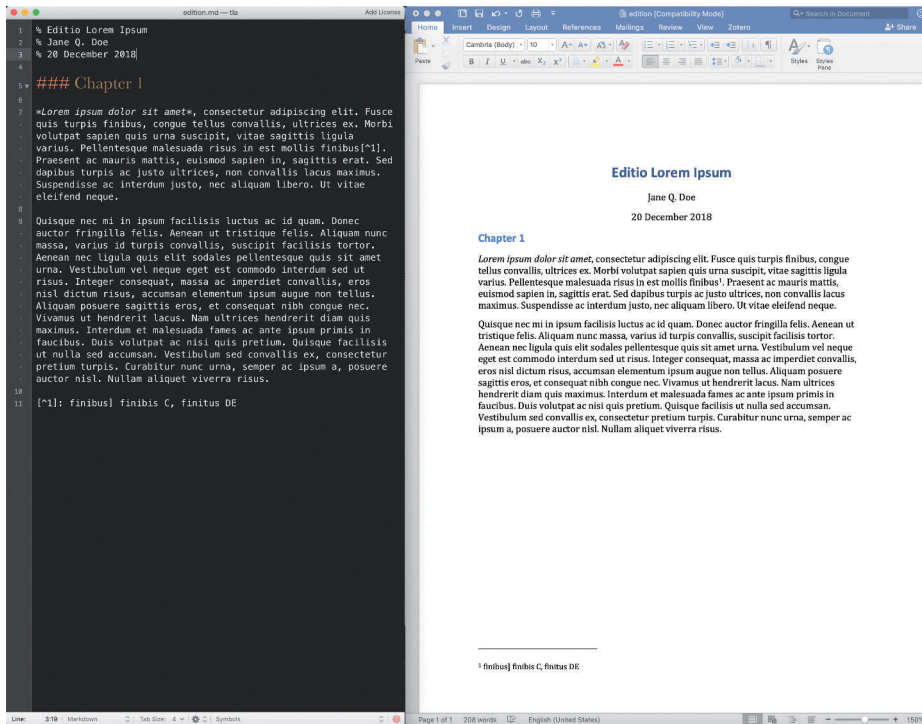 edition.md — tla
Add License
1 % Editio Lorem Ipsum
2 % Jane Q. Doe
3 % 20 December 2018
4
5 ### Chapter 1
6
7 *Lorem ipsum dolor sit amet*, consectetur adipiscing elit. Fusce
quis turpis finibus, congue tellus convallis, ultrices ex. Morbi
volutpat sapien quis urna suscipit, vitae sagittis ligula
varius. Pellentesque malesuada risus in est mollis finibus[^1].
Praesent ac mauris mattis, euismod sapien in, sagittis erat. Sed
dapibus turpis ac justo ultrices, non convallis lacus maximus.
Suspendisse ac interdum justo, nec aliquam libero. Ut vitae
eleifend neque.
8
9 Quisque nec mi in ipsum facilisis luctus ac id quam. Donec
auctor fringilla felis. Aenean ut tristique felis. Aliquam nunc
massa, varius id turpis convallis, suscipit facilisis tortor.
Aenean nec ligula quis elit sodales pellentesque quis sit amet
urna. Vestibulum vel neque eget est commodo interdum sed ut
risus. Integer consequat, massa ac imperdiet convallis, eros
nisl dictum risus, accumsan elementum ipsum augue non tellus.
Aliquam posuere sagittis eros, et consequat nibh congue nec.
Vivamus ut hendrerit lacus. Nam ultrices hendrerit diam quis
maximus. Interdum et malesuada fames ac ante ipsum primis in
faucibus. Duis volutpat ac nisi quis pretium. Quisque facilisis
ut nulla sed accumsan. Vestibulum sed convallis ex, consectetur
pretium turpis. Curabitur nunc urna, semper ac ipsum a, posuere
auctor nisl. Nullam aliquet viverra risus.
10
11 [^1]: finibus] finibis C, finitus DE
Line: 3:19 Markdown Tab Size: 4 Symbols
edition [Compatibility Mode]
Search in Document
Home Insert Design Layout References Mailings Review View Zotero Share
Paste
Cambria (Body) 10
B I U abc X₂ X²
Styles Styles Pane
Editio Lorem Ipsum
Jane Q. Doe
20 December 2018
Chapter 1
Lorem ipsum dolor sit amet, consectetur adipiscing elit. Fusce quis turpis finibus, congue
tellus convallis, ultrices ex. Morbi volutpat sapien quis urna suscipit, vitae sagittis ligula
varius. Pellentesque malesuada risus in est mollis finibus¹. Praesent ac mauris mattis,
euismod sapien in, sagittis erat. Sed dapibus turpis ac justo ultrices, non convallis lacus
maximus. Suspendisse ac interdum justo, nec aliquam libero. Ut vitae eleifend neque.
Quisque nec mi in ipsum facilisis luctus ac id quam. Donec auctor fringilla felis. Aenean ut
tristique felis. Aliquam nunc massa, varius id turpis convallis, suscipit facilisis tortor.
Aenean nec ligula quis elit sodales pellentesque quis sit amet urna. Vestibulum vel neque
eget est commodo interdum sed ut risus. Integer consequat, massa ac imperdiet convallis,
eros nisl dictum risus, accumsan elementum ipsum augue non tellus. Aliquam posuere
sagittis eros, et consequat nibh congue nec. Vivamus ut hendrerit lacus. Nam ultrices
hendrerit diam quis maximus. Interdum et malesuada fames ac ante ipsum primis in
faucibus. Duis volutpat ac nisi quis pretium. Quisque facilisis ut nulla sed accumsan.
Vestibulum sed convallis ex, consectetur pretium turpis. Curabitur nunc urna, semper ac
ipsum a, posuere auctor nisl. Nullam aliquet viverra risus.
¹ finibus] finibis C, finitus DE
Page 1 of 1 208 words English (United States)